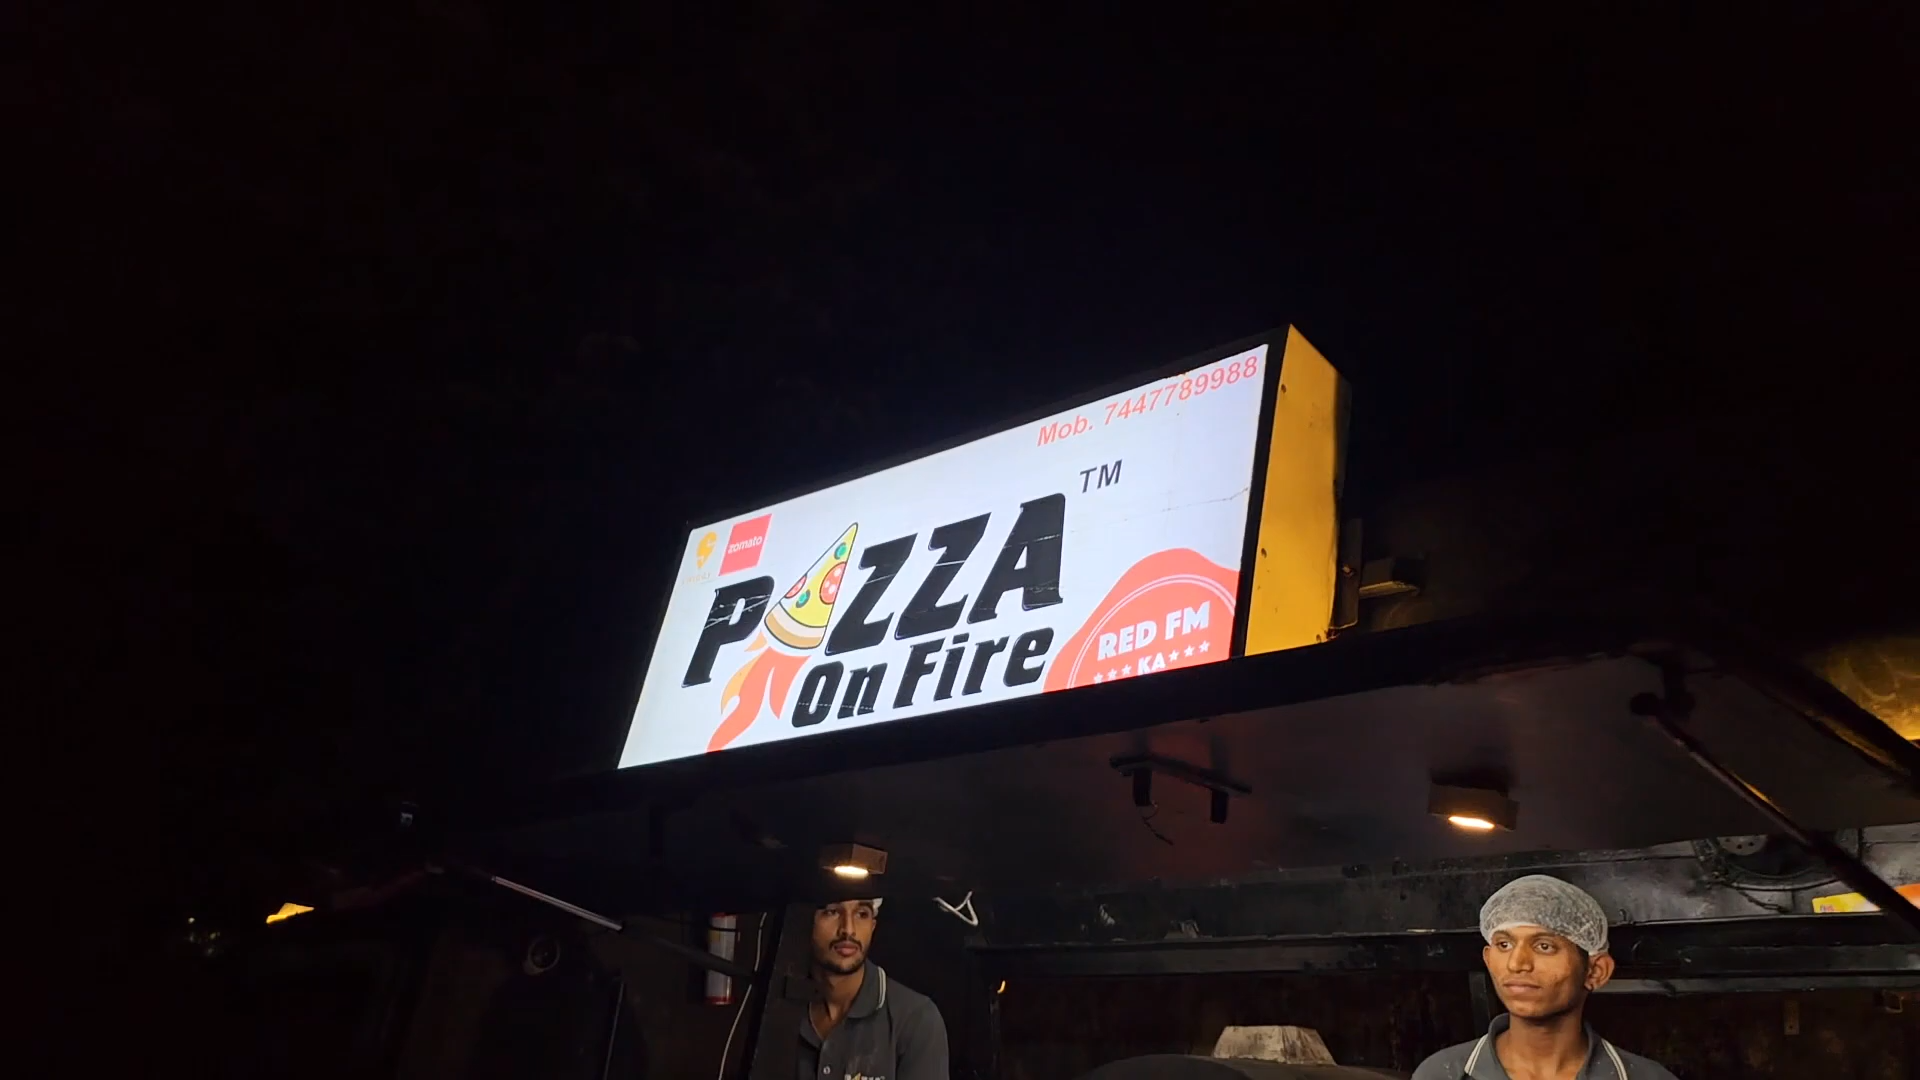 Mob. 7447789988
zomato
PIZZA TM
On Fire
RED FM
KA